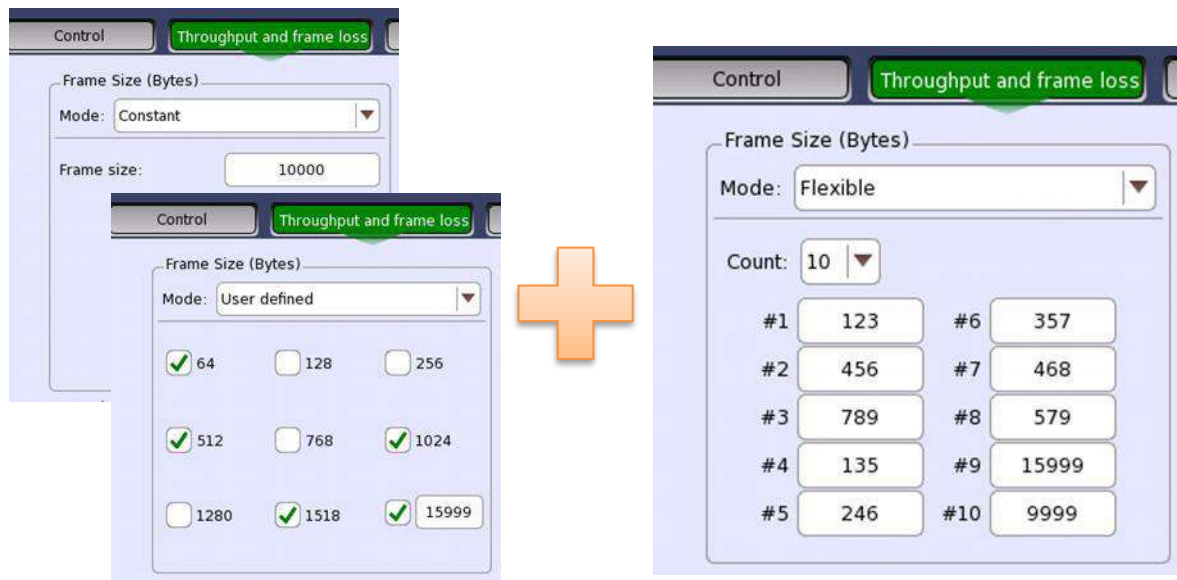 Control Throughput and frame loss
Frame Size (Bytes)
Mode: Constant
Frame size: 10000
Control Throughput and frame loss
Frame Size (Bytes)
Mode: User defined
64 128 256
512 768 1024
1280 1518 15999
Control Throughput and frame loss
Frame Size (Bytes)
Mode: Flexible
Count: 10
#1 123 #6 357
#2 456 #7 468
#3 789 #8 579
#4 135 #9 15999
#5 246 #10 9999